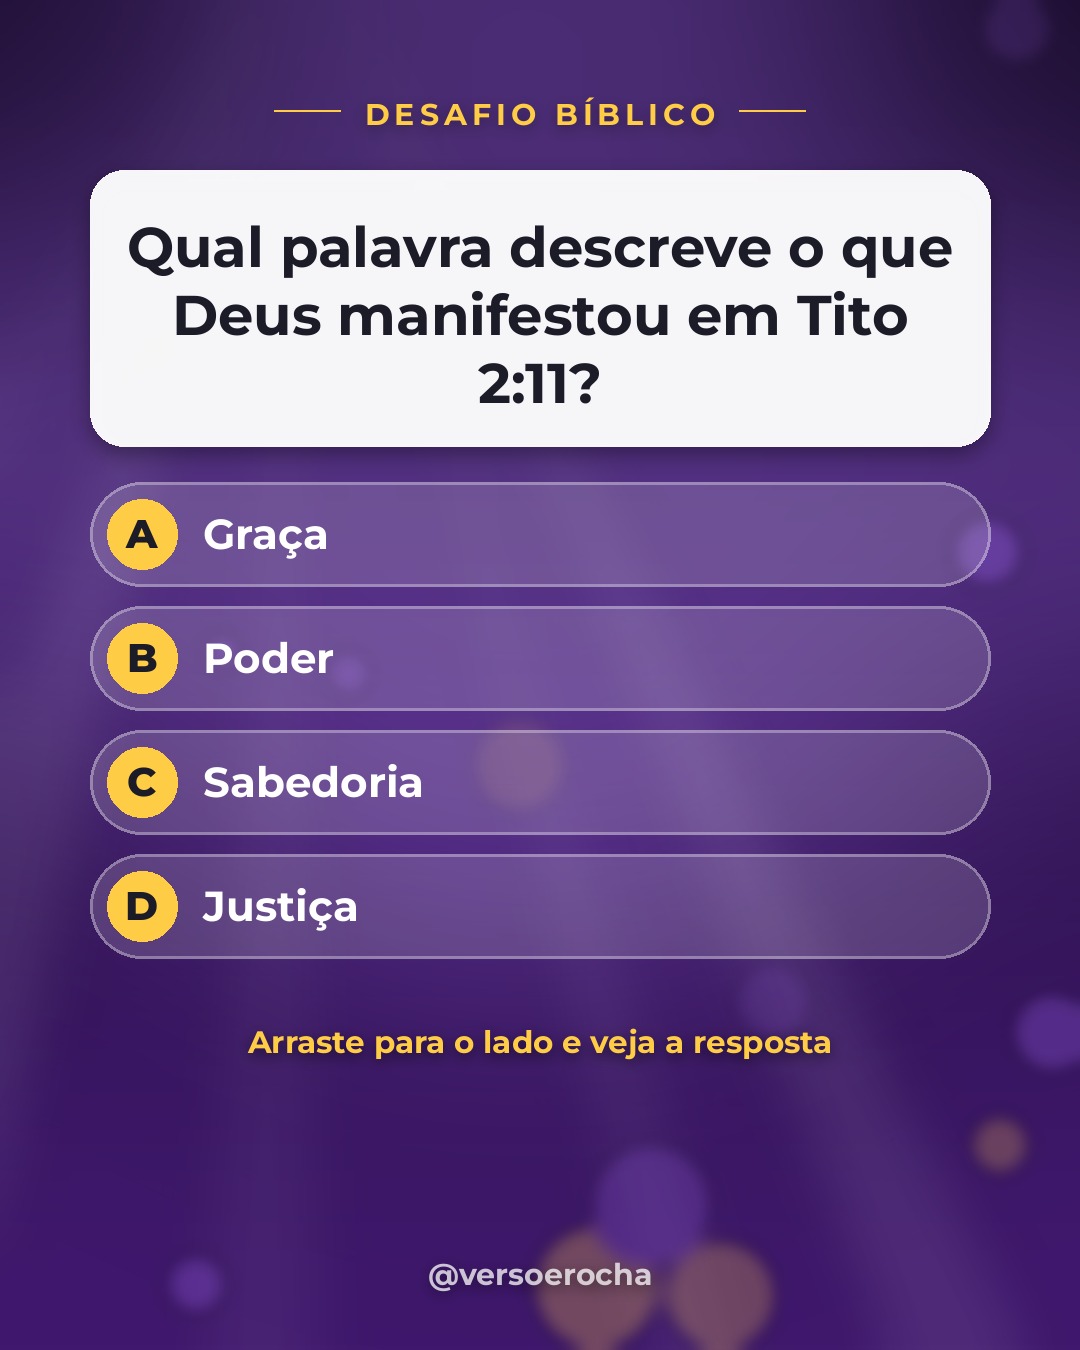 DESAFIO BÍBLICO
Qual palavra descreve o que
Deus manifestou em Tito
2:11?
A Graça
B Poder
C Sabedoria
D Justiça
Arraste para o lado e veja a resposta
@versoerocha